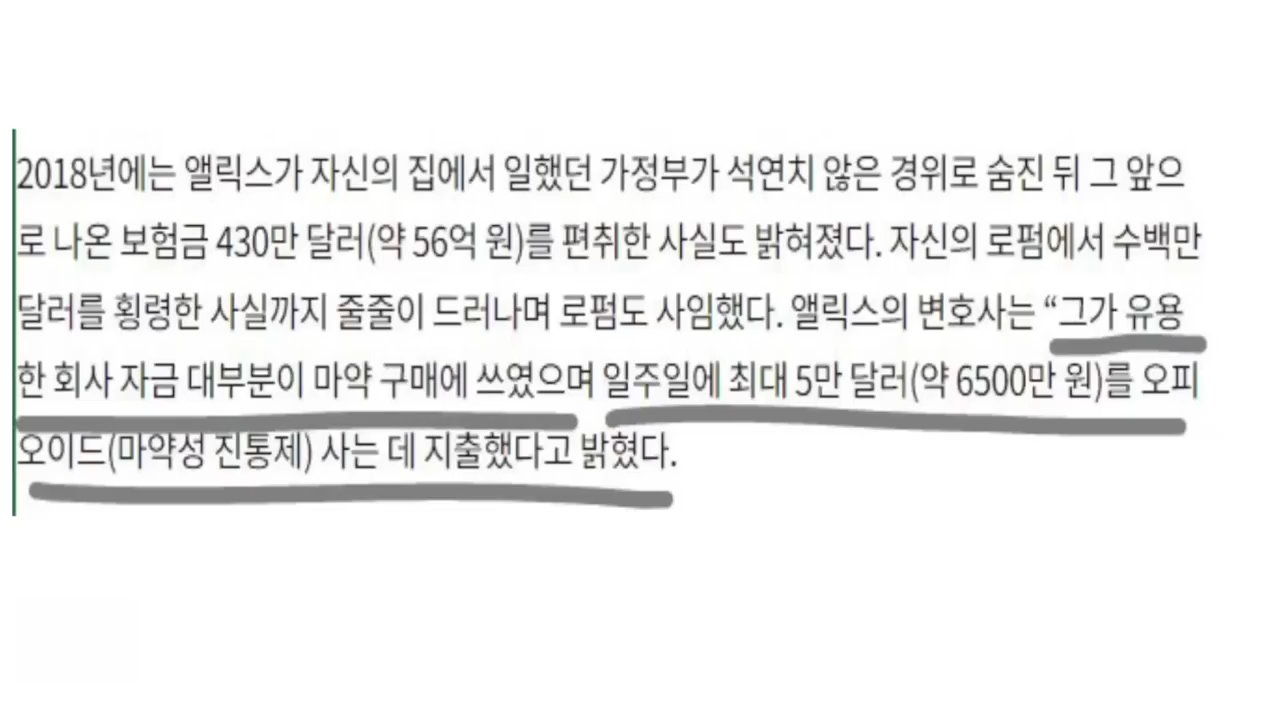 2018년에는 앨릭스가 자신의 집에서 일했던 가정부가 석연치 않은 경위로 숨진 뒤 그 앞으
로 나온 보험금 430만 달러(약 56억 원)를 편취한 사실도 밝혀졌다. 자신의 로펌에서 수백만
달러를 횡령한 사실까지 줄줄이 드러나며 로펌도 사임했다. 앨릭스의 변호사는 “그가 유용
한 회사 자금 대부분이 마약 구매에 쓰였으며 일주일에 최대 5만 달러(약 6500만 원)를 오피
오이드(마약성 진통제) 사는 데 지출했다고 밝혔다.